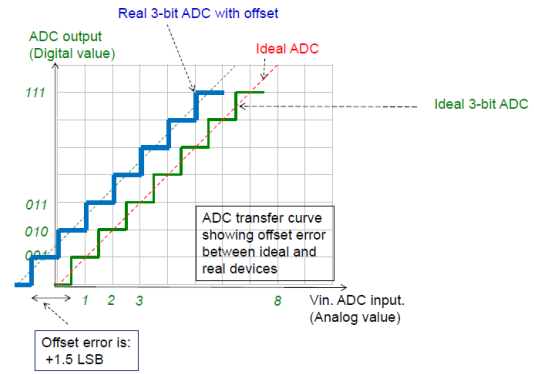 Real 3-bit ADC with offset
ADC output
(Digital value)
Ideal ADC
111
Ideal 3-bit ADC
011
010
001
ADC transfer curve
showing offset error
between ideal and
real devices
1 2 3 8
Vin. ADC input.
(Analog value)
Offset error is:
+1.5 LSB